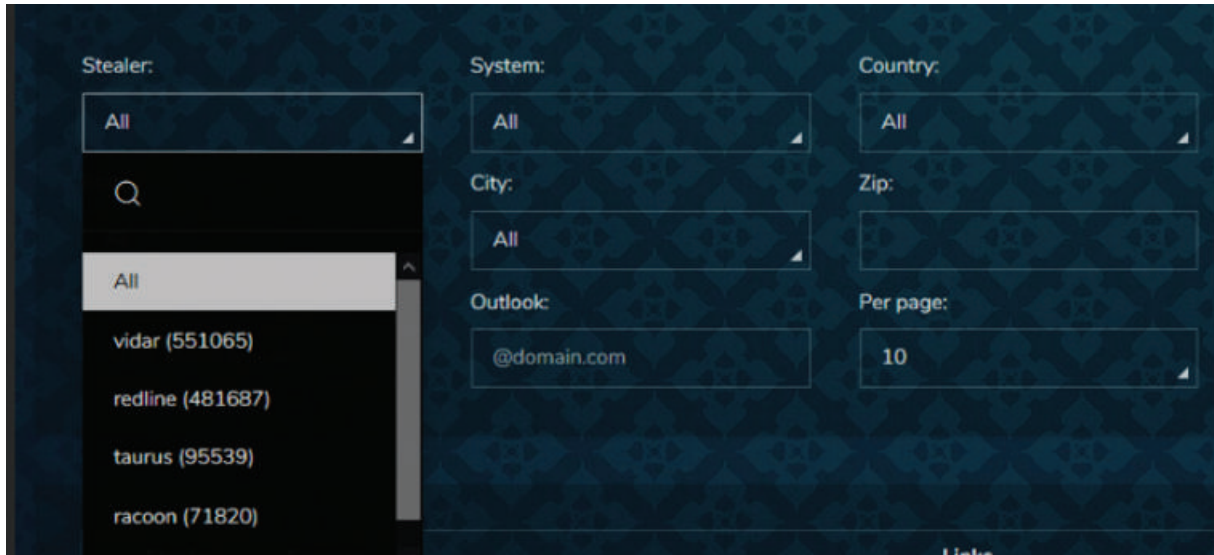 Stealer: System: Country:
All All All
City: Zip:
All
All
Outlook: Per page:
vidar (551065)
@domain.com 10
redline (481687)
taurus (95539)
racoon (71820)